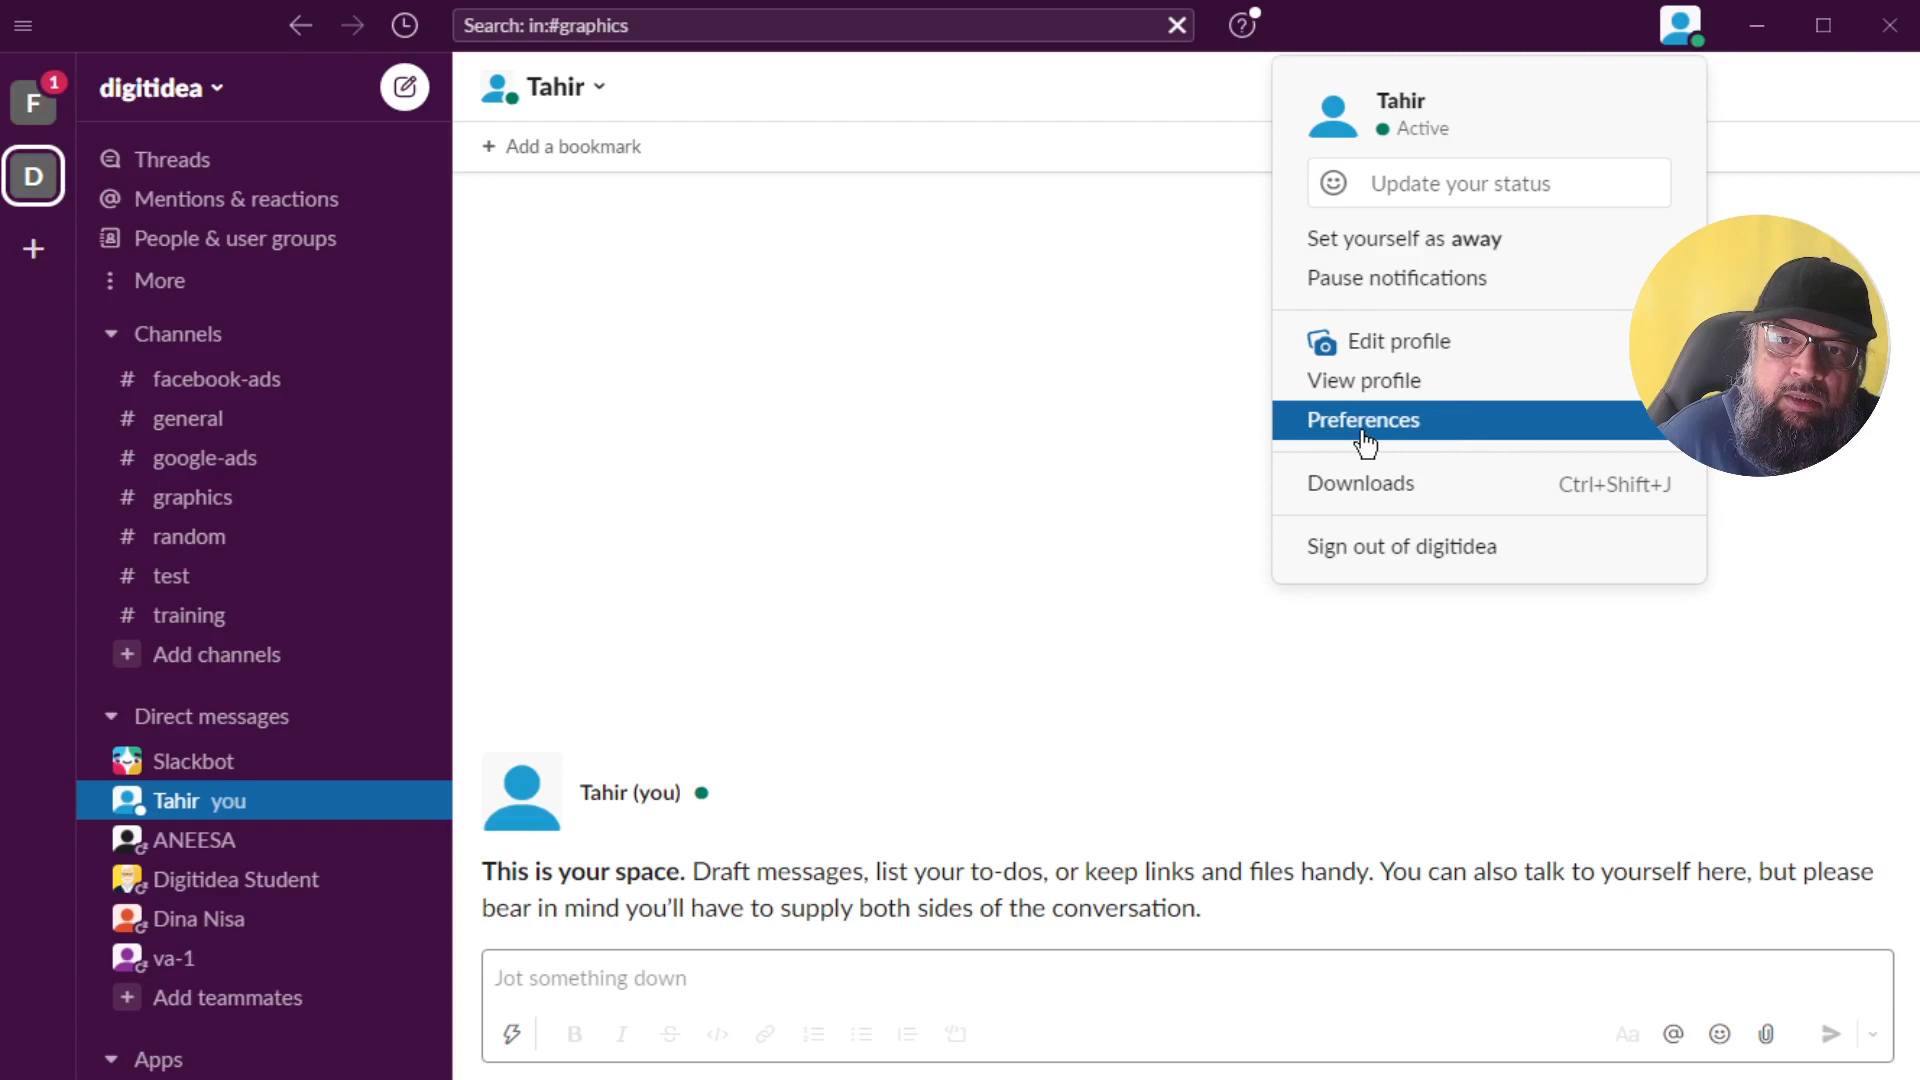 Search: in:#graphics
F
1
D
digitidea
Threads
Mentions & reactions
People & user groups
More
Channels
# facebook-ads
# general
# google-ads
# graphics
# random
# test
# training
+ Add channels
Direct messages
Slackbot
Tahir you
ANEESA
Digitidea Student
Dina Nisa
va-1
+ Add teammates
Apps
Tahir
+ Add a bookmark
Tahir
Active
Update your status
Set yourself as away
Pause notifications
Edit profile
View profile
Preferences
Downloads Ctrl+Shift+J
Sign out of digitidea
Tahir (you)
This is your space. Draft messages, list your to-dos, or keep links and files handy. You can also talk to yourself here, but please
bear in mind you’ll have to supply both sides of the conversation.
Jot something down
B I S Aa @